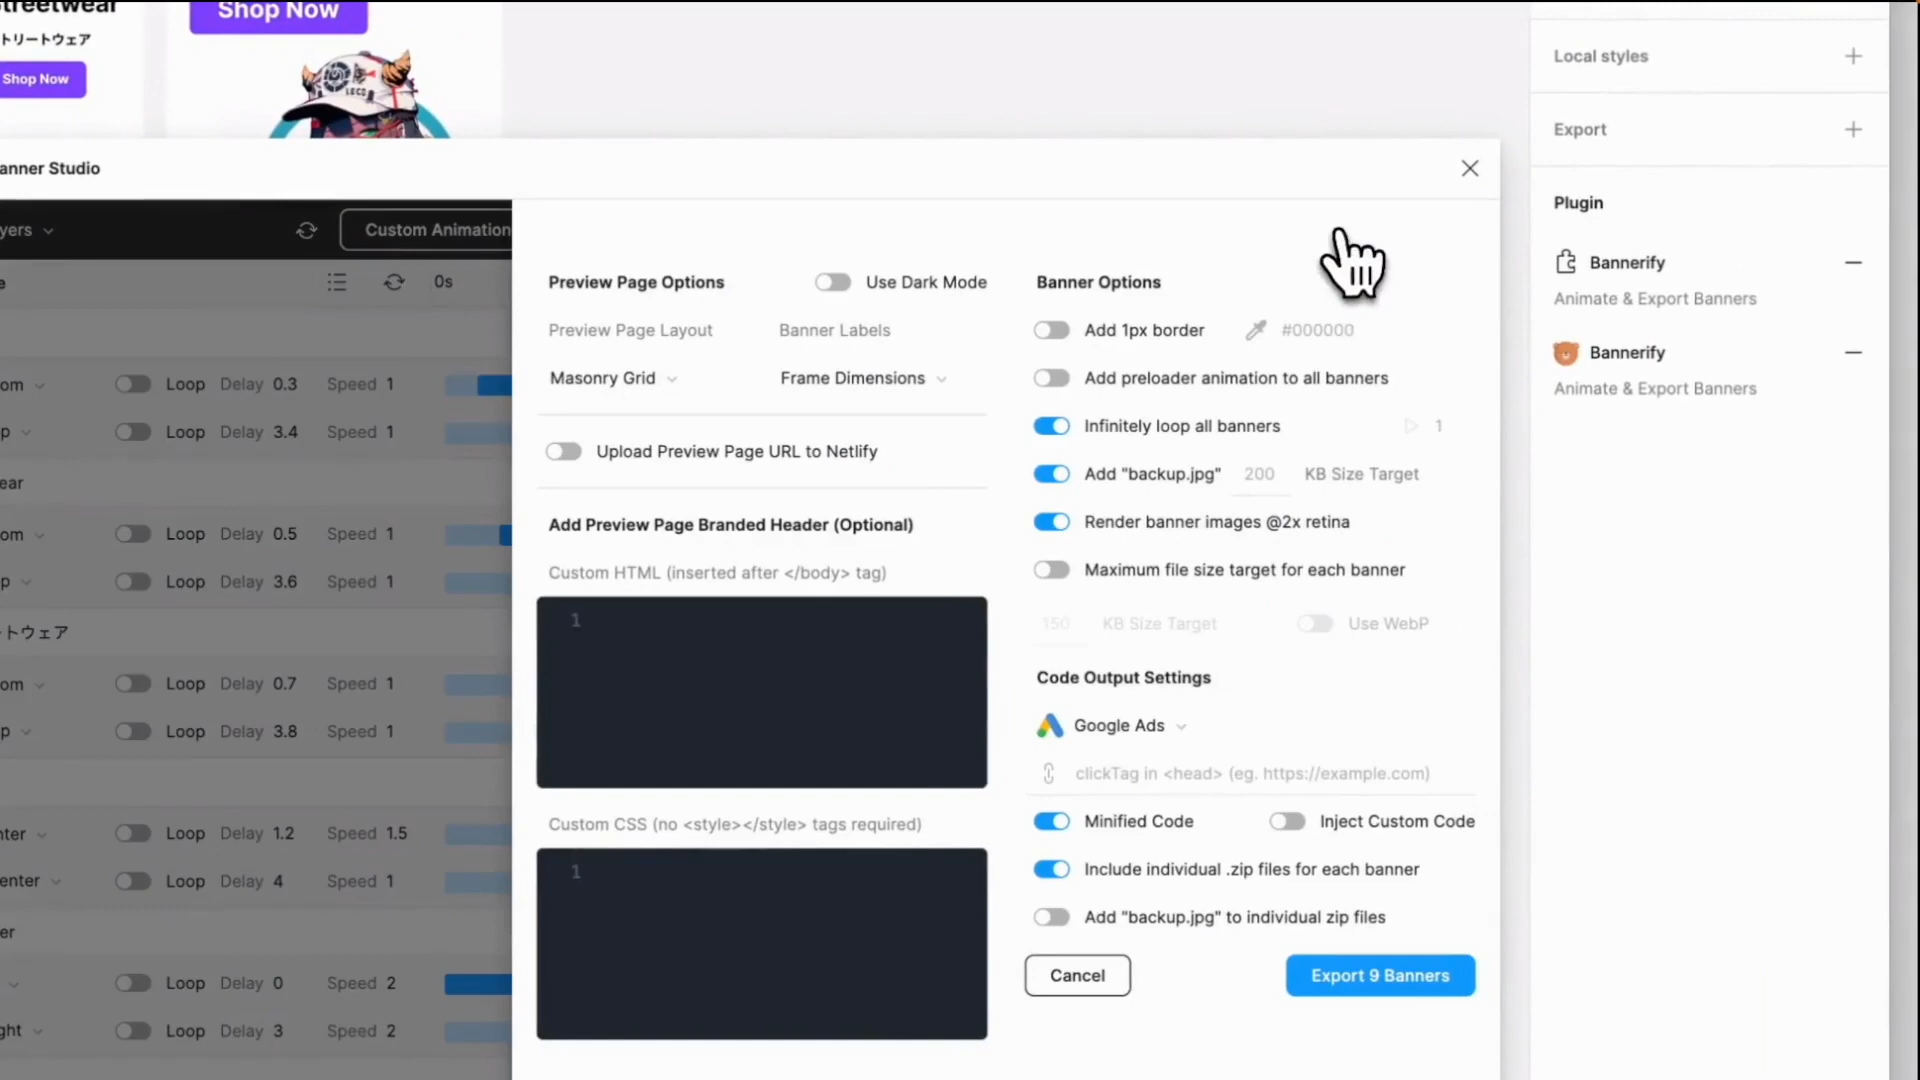 Streetwear
トリートウェア
Shop Now
Shop Now
LECO
Local styles
Export
Plugin
Bannerify
Animate & Export Banners
Bannerify
Animate & Export Banners
anner Studio
yers
Custom Animation
e
0s
om Loop Delay 0.3 Speed 1
p Loop Delay 3.4 Speed 1
ear
om Loop Delay 0.5 Speed 1
p Loop Delay 3.6 Speed 1
トウェア
om Loop Delay 0.7 Speed 1
p Loop Delay 3.8 Speed 1
nter Loop Delay 1.2 Speed 1.5
enter Loop Delay 4 Speed 1
er
Loop Delay 0 Speed 2
ght Loop Delay 3 Speed 2
Preview Page Options Use Dark Mode
Preview Page Layout Banner Labels
Masonry Grid Frame Dimensions
Upload Preview Page URL to Netlify
Add Preview Page Branded Header (Optional)
Custom HTML (inserted after </body> tag)
1
Custom CSS (no <style></style> tags required)
1
Banner Options
Add 1px border #000000
Add preloader animation to all banners
Infinitely loop all banners 1
Add "backup.jpg" 200 KB Size Target
Render banner images @2x retina
Maximum file size target for each banner
150 KB Size Target Use WebP
Code Output Settings
Google Ads
clickTag in <head> (eg. https://example.com)
Minified Code Inject Custom Code
Include individual .zip files for each banner
Add "backup.jpg" to individual zip files
Cancel Export 9 Banners